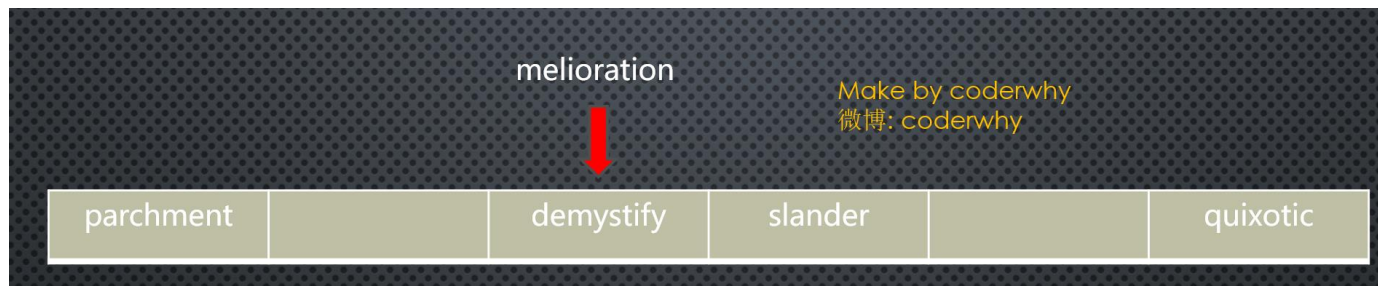 melioration
Make by coderwhy
微博: coderwhy
parchment demystify slander quixotic